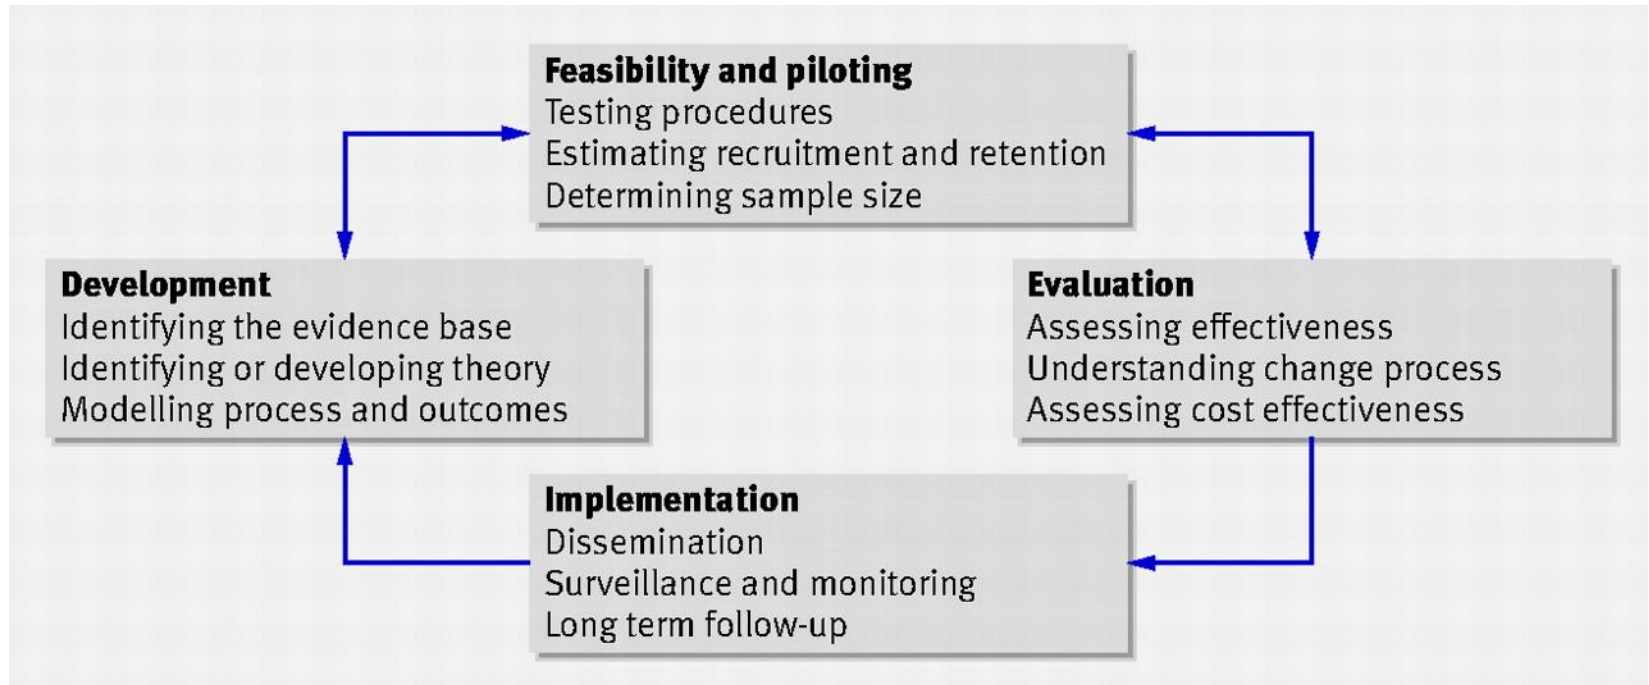 Feasibility and piloting
Testing procedures
Estimating recruitment and retention
Determining sample size
Development
Identifying the evidence base
Identifying or developing theory
Modelling process and outcomes
Evaluation
Assessing effectiveness
Understanding change process
Assessing cost effectiveness
Implementation
Dissemination
Surveillance and monitoring
Long term follow-up